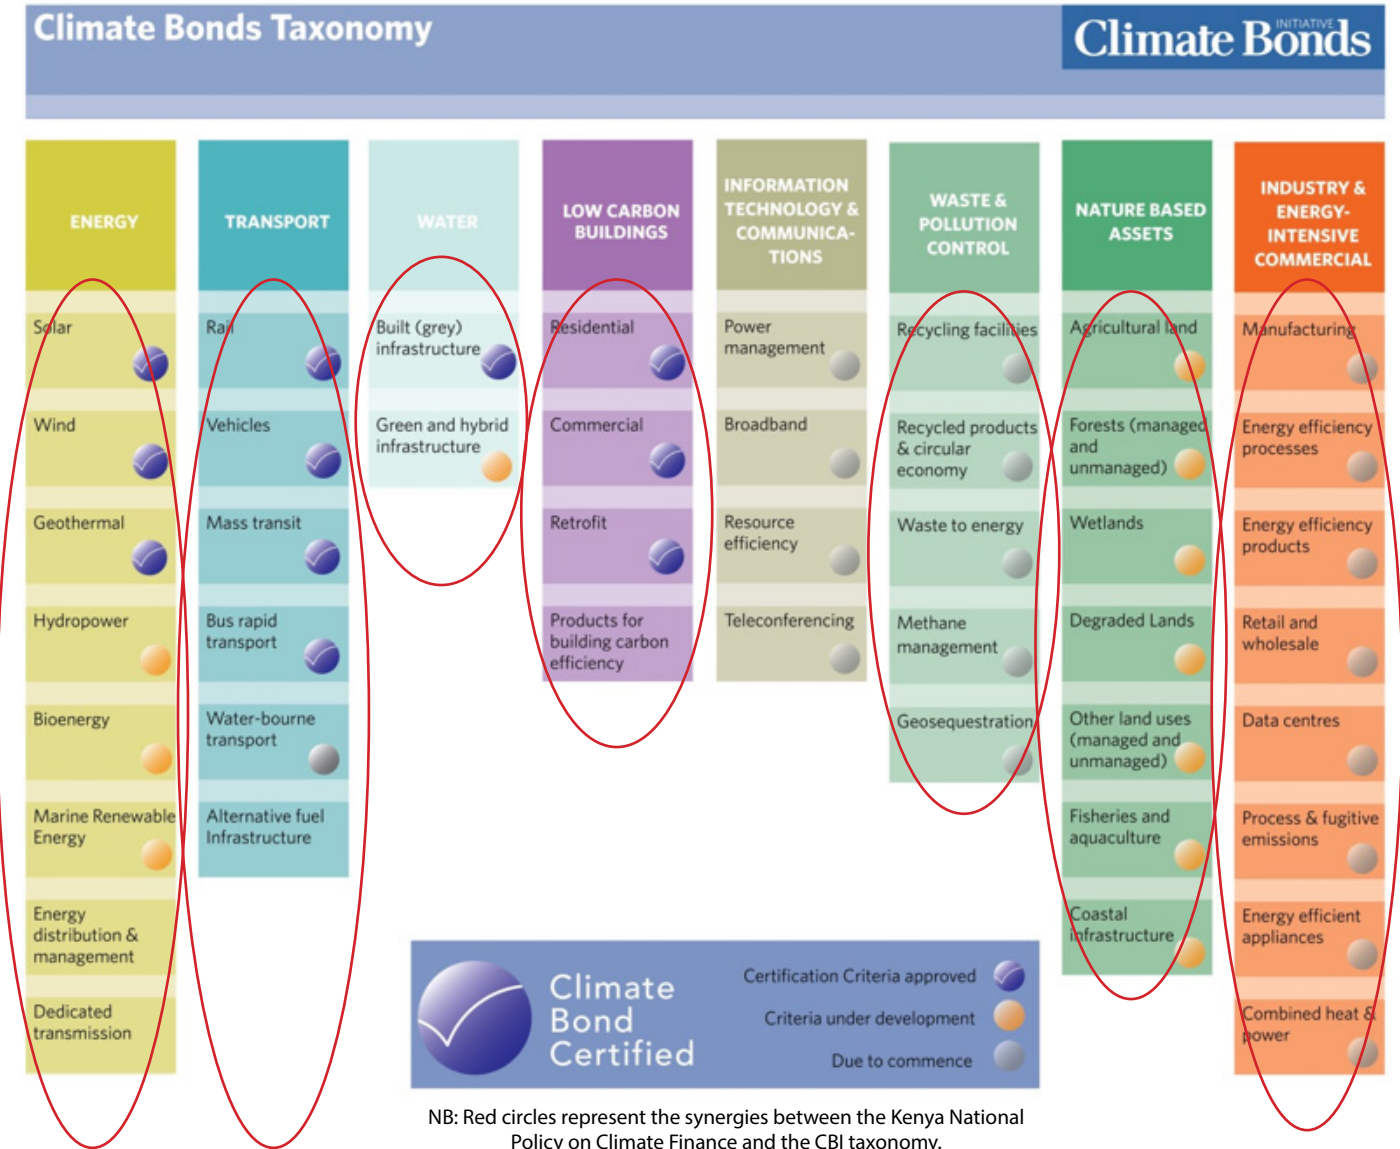 Climate Bonds Taxonomy
INITIATIVE
Climate Bonds
ENERGY
Solar
Wind
Geothermal
Hydropower
Bioenergy
Marine Renewable
Energy
Energy
distribution &
management
Dedicated
transmission
TRANSPORT
Rail
Vehicles
Mass transit
Bus rapid
transport
Water-bourne
transport
Alternative fuel
Infrastructure
WATER
Built (grey)
infrastructure
Green and hybrid
infrastructure
LOW CARBON
BUILDINGS
Residential
Commercial
Retrofit
Products for
building carbon
efficiency
INFORMATION
TECHNOLOGY &
COMMUNICA-
TIONS
Power
management
Broadband
Resource
efficiency
Teleconferencing
WASTE &
POLLUTION
CONTROL
Recycling facilities
Recycled products
& circular
economy
Waste to energy
Methane
management
Geosequestration
NATURE BASED
ASSETS
Agricultural land
Forests (managed
and
unmanaged)
Wetlands
Degraded Lands
Other land uses
(managed and
unmanaged)
Fisheries and
aquaculture
Coastal
infrastructure
INDUSTRY &
ENERGY-
INTENSIVE
COMMERCIAL
Manufacturing
Energy efficiency
processes
Energy efficiency
products
Retail and
wholesale
Data centres
Process & fugitive
emissions
Energy efficient
appliances
Combined heat &
power
Climate
Bond
Certified
Certification Criteria approved
Criteria under development
Due to commence
NB: Red circles represent the synergies between the Kenya National
Policy on Climate Finance and the CBI taxonomy.